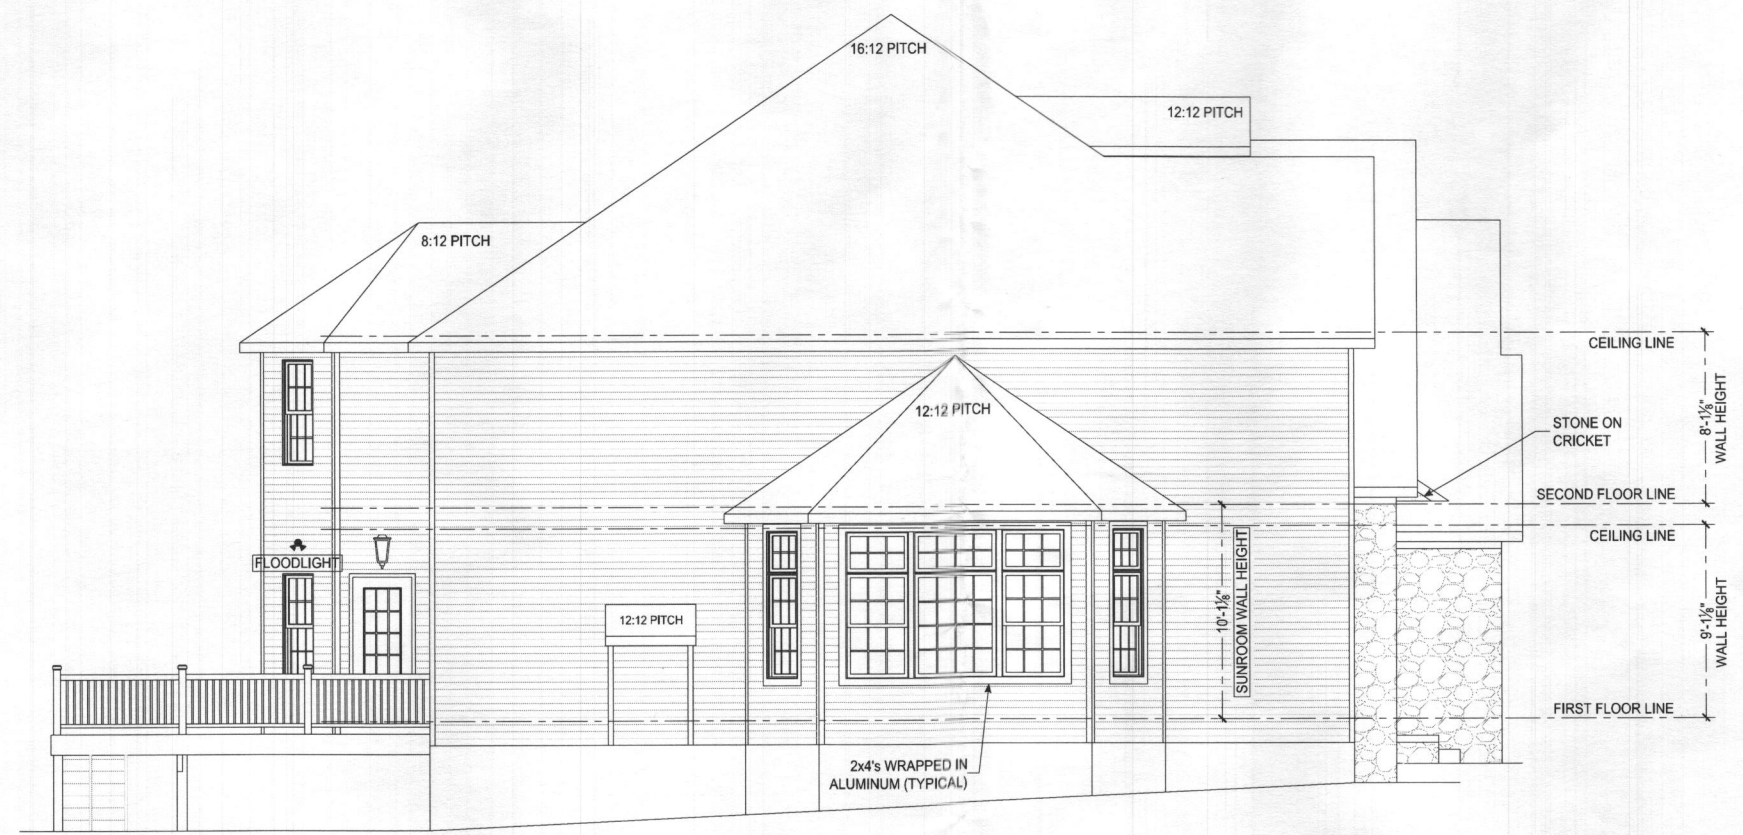 16:12 PITCH
12:12 PITCH
8:12 PITCH
CEILING LINE
8'-1⅛"
WALL HEIGHT
12:12 PITCH
STONE ON
CRICKET
SECOND FLOOR LINE
CEILING LINE
FLOODLIGHT
10'-1⅛"
SUNROOM WALL HEIGHT
9'-1⅛"
WALL HEIGHT
12:12 PITCH
FIRST FLOOR LINE
2x4's WRAPPED IN
ALUMINUM (TYPICAL)